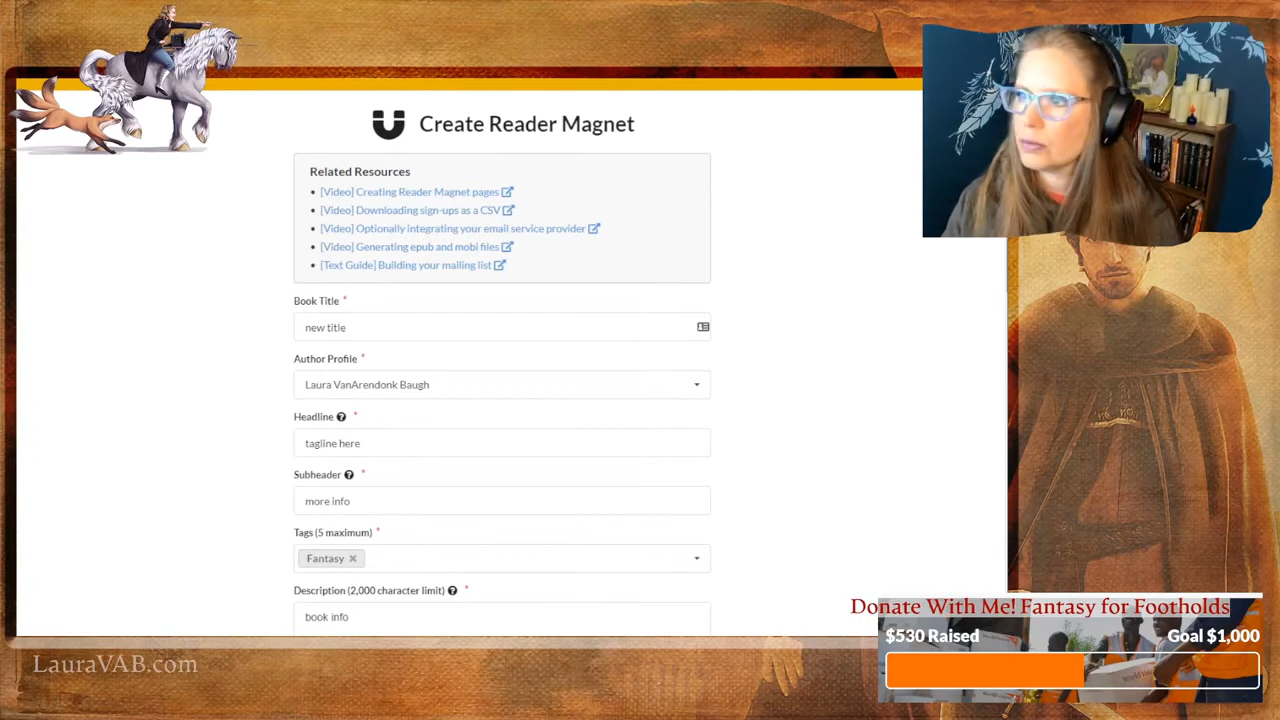 Create Reader Magnet
Related Resources
[Video] Creating Reader Magnet pages
[Video] Downloading sign-ups as a CSV
[Video] Optionally integrating your email service provider
[Video] Generating epub and mobi files
[Text Guide] Building your mailing list
Book Title *
new title
Author Profile *
Laura VanArendonk Baugh
Headline *
tagline here
Subheader *
more info
Tags (5 maximum) *
Fantasy
Description (2,000 character limit) *
book info
Donate With Me! Fantasy for Footholds
$530 Raised
Goal $1,000
LauraVAB.com